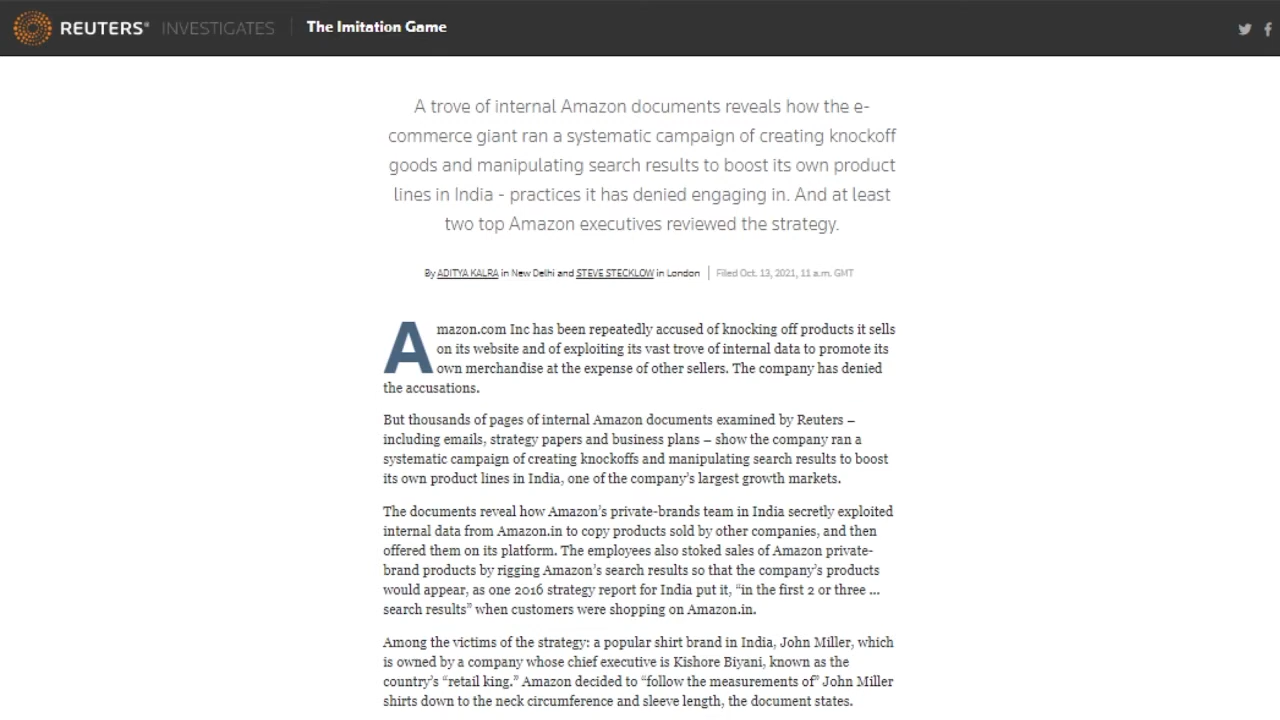 REUTERS® INVESTIGATES The Imitation Game
A trove of internal Amazon documents reveals how the e-
commerce giant ran a systematic campaign of creating knockoff
goods and manipulating search results to boost its own product
lines in India - practices it has denied engaging in. And at least
two top Amazon executives reviewed the strategy.
By ADITYA KALRA in New Delhi and STEVE STECKLOW in London | Filed Oct. 13, 2021, 11 a.m. GMT
Amazon.com Inc has been repeatedly accused of knocking off products it sells
on its website and of exploiting its vast trove of internal data to promote its
own merchandise at the expense of other sellers. The company has denied
the accusations.
But thousands of pages of internal Amazon documents examined by Reuters –
including emails, strategy papers and business plans – show the company ran a
systematic campaign of creating knockoffs and manipulating search results to boost
its own product lines in India, one of the company’s largest growth markets.
The documents reveal how Amazon’s private-brands team in India secretly exploited
internal data from Amazon.in to copy products sold by other companies, and then
offered them on its platform. The employees also stoked sales of Amazon private-
brand products by rigging Amazon’s search results so that the company’s products
would appear, as one 2016 strategy report for India put it, “in the first 2 or three …
search results” when customers were shopping on Amazon.in.
Among the victims of the strategy: a popular shirt brand in India, John Miller, which
is owned by a company whose chief executive is Kishore Biyani, known as the
country’s “retail king.” Amazon decided to “follow the measurements of” John Miller
shirts down to the neck circumference and sleeve length, the document states.